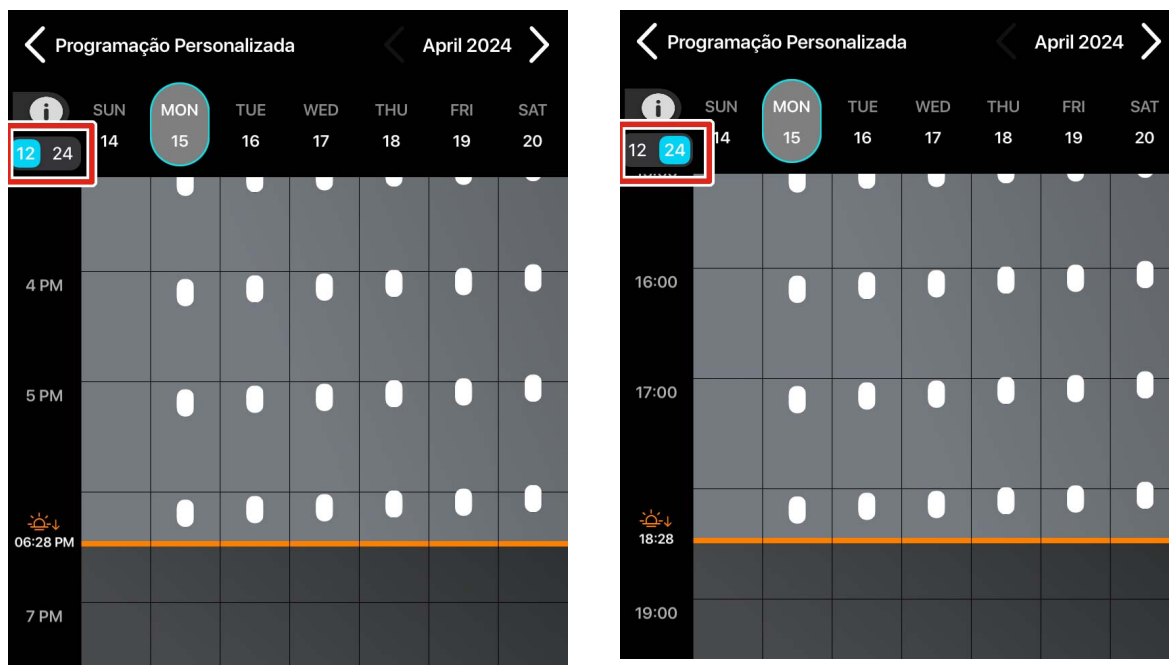 Programação Personalizada April 2024
i SUN MON TUE WED THU FRI SAT
12 24 14 15 16 17 18 19 20
4 PM
5 PM
06:28 PM
7 PM
Programação Personalizada April 2024
i SUN MON TUE WED THU FRI SAT
12 24 14 15 16 17 18 19 20
16:00
17:00
18:28
19:00